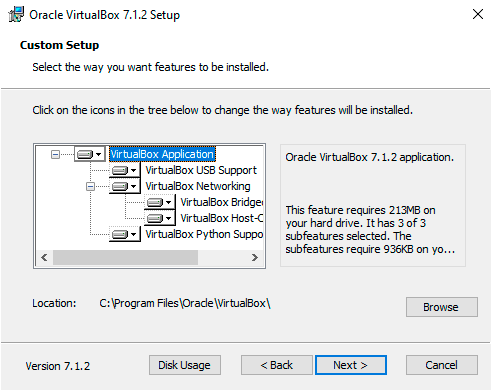 Oracle VirtualBox 7.1.2 Setup
Custom Setup
Select the way you want features to be installed.
Click on the icons in the tree below to change the way features will be installed.
VirtualBox Application
VirtualBox USB Support
VirtualBox Networking
VirtualBox Bridge
VirtualBox Host-C
VirtualBox Python Suppo
Oracle VirtualBox 7.1.2 application.
This feature requires 213MB on
your hard drive. It has 3 of 3
subfeatures selected. The
subfeatures require 936KB on yo...
Location: C:\Program Files\Oracle\VirtualBox\
Browse
Version 7.1.2
Disk Usage
< Back
Next >
Cancel